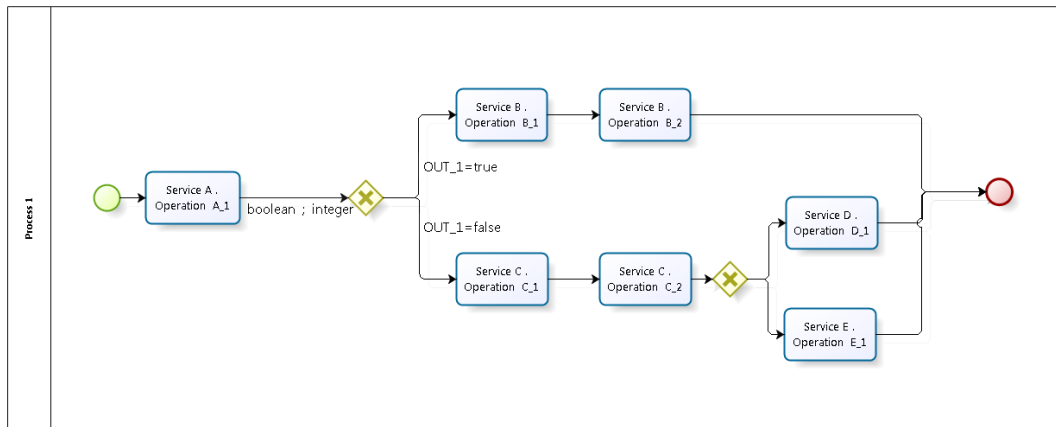 Process 1
Service A .
Operation A_1
boolean ; integer
OUT_1=true
OUT_1=false
Service B .
Operation B_1
Service B .
Operation B_2
Service C .
Operation C_1
Service C .
Operation C_2
Service D .
Operation D_1
Service E .
Operation E_1